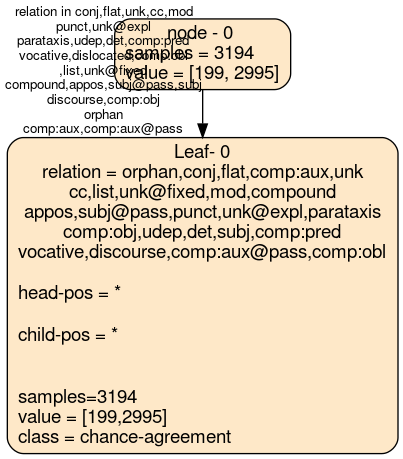 relation in conj,flat,unk,cc,mod
punct,unk@expl
parataxis,udep,det,comp:pred
vocative,dislocated,comp:obl
,list,unk@fixed
compound,appos,subj@pass,subj
discourse,comp:obj
orphan
comp:aux,comp:aux@pass
node - 0
samples = 3194
value = [199, 2995]
Leaf- 0
relation = orphan,conj,flat,comp:aux,unk
cc,list,unk@fixed,mod,compound
appos,subj@pass,punct,unk@expl,parataxis
comp:obj,udep,det,subj,comp:pred
vocative,discourse,comp:aux@pass,comp:obl
head-pos = *
child-pos = *
samples=3194
value = [199,2995]
class = chance-agreement